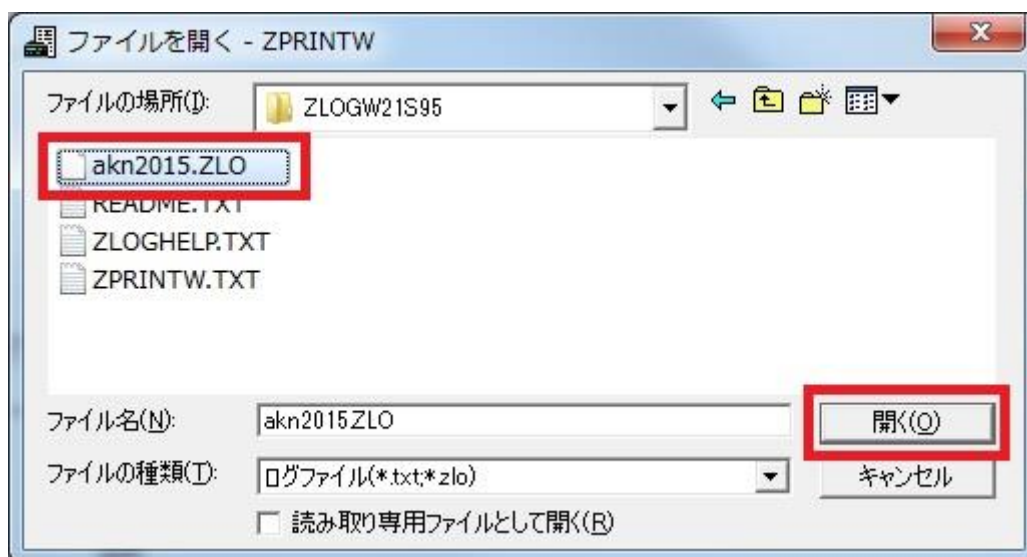 ファイルを開く - ZPRINTW
ファイルの場所(I):
ZLOGW21S95
akn2015.ZLO
README.TXT
ZLOGHELP.TXT
ZPRINTW.TXT
ファイル名(N):
akn2015.ZLO
開く(O)
ファイルの種類(T):
ログファイル(*.txt;*.zlo)
キャンセル
読み取り専用ファイルとして開く(R)